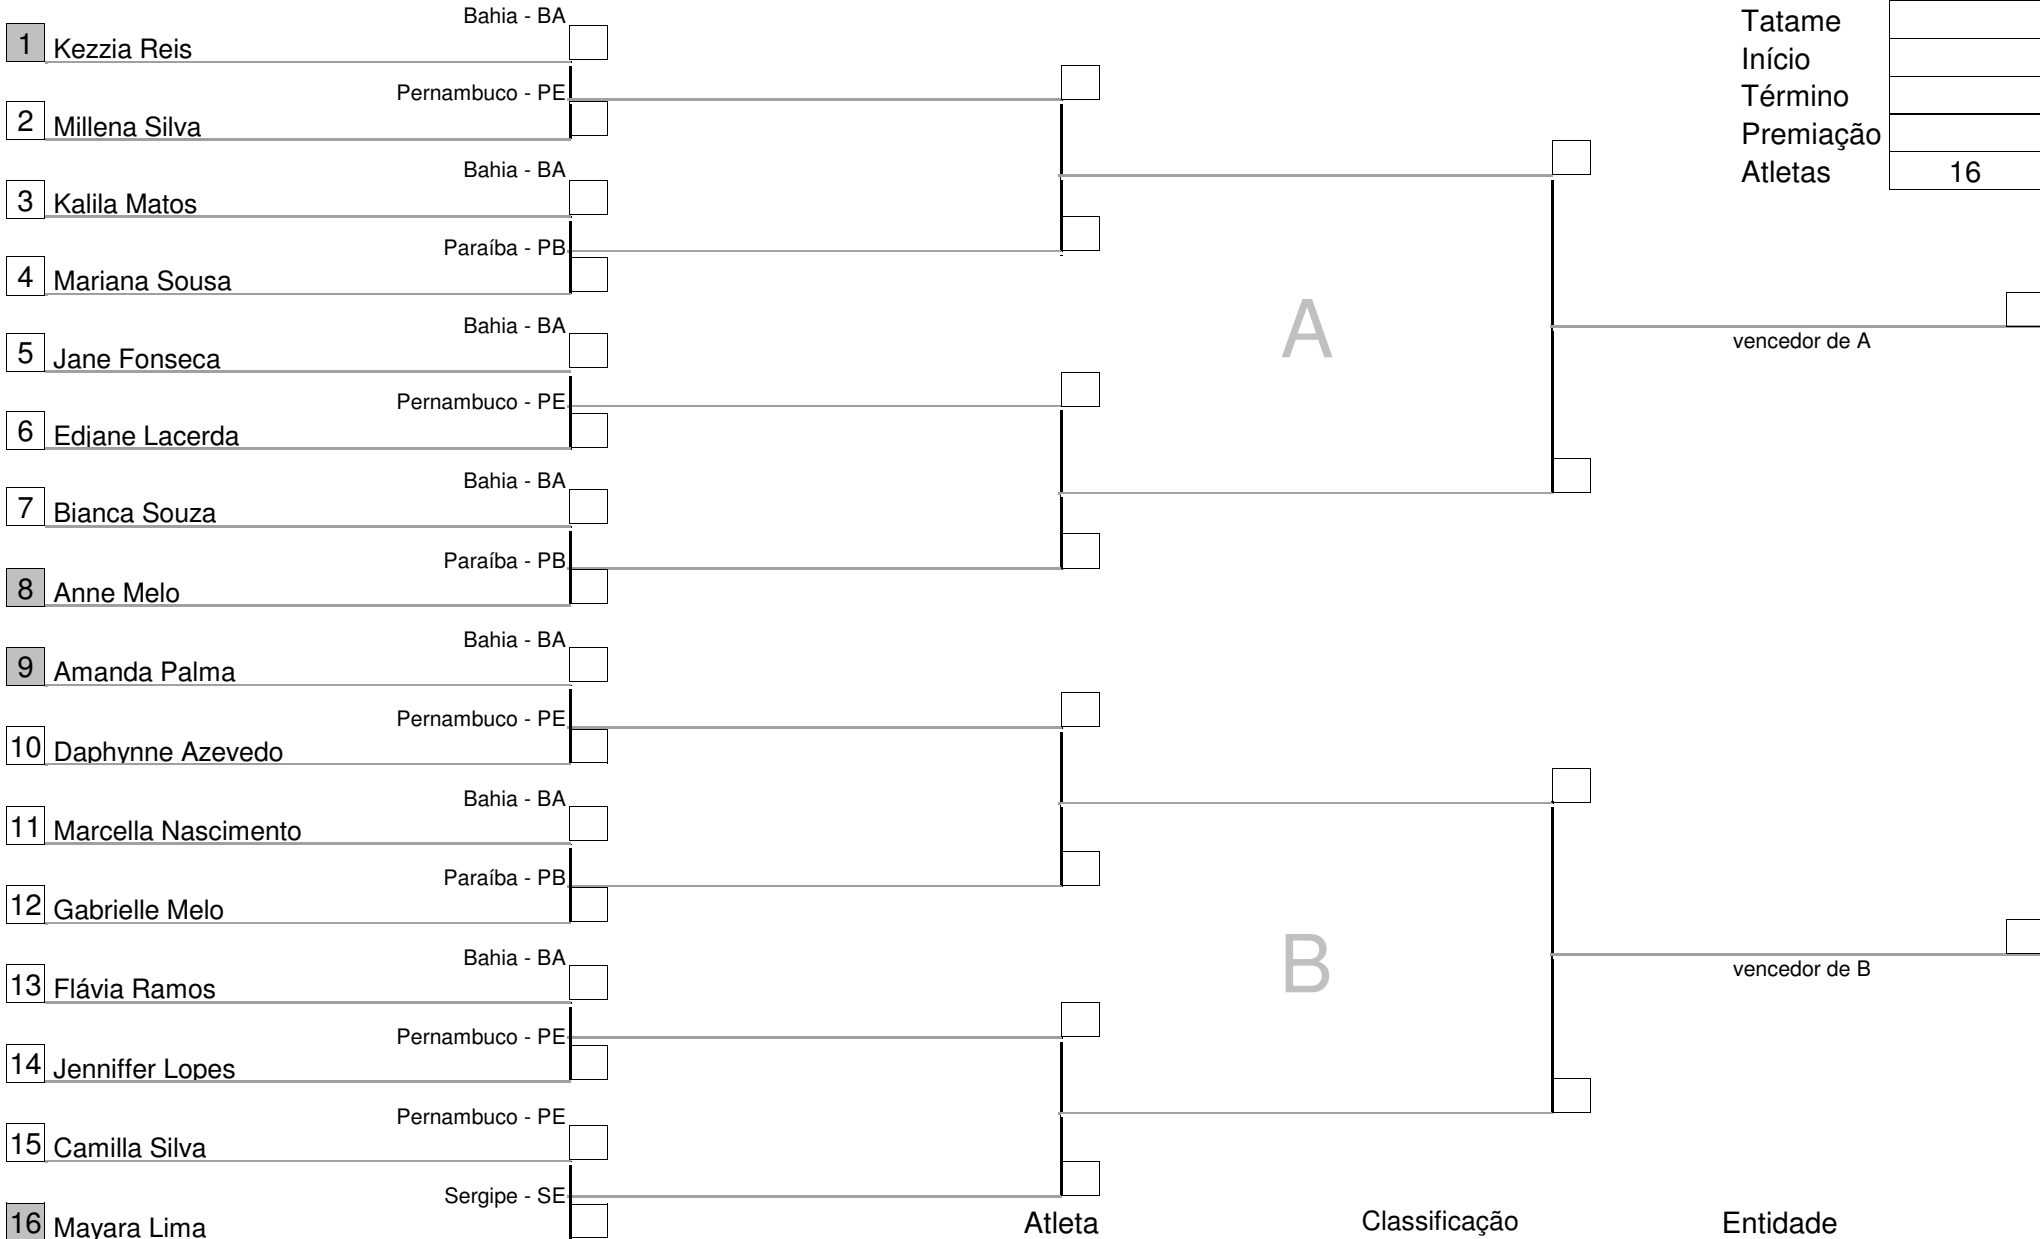 Bahia - BA
1 Kezzia Reis
Pernambuco - PE
2 Millena Silva
Bahia - BA
3 Kalila Matos
Paraíba - PB
4 Mariana Sousa
Bahia - BA
5 Jane Fonseca
Pernambuco - PE
6 Edjane Lacerda
Bahia - BA
7 Bianca Souza
Paraíba - PB
8 Anne Melo
Bahia - BA
9 Amanda Palma
Pernambuco - PE
10 Daphynne Azevedo
Bahia - BA
11 Marcella Nascimento
Paraíba - PB
12 Gabrielle Melo
Bahia - BA
13 Flávia Ramos
Pernambuco - PE
14 Jenniffer Lopes
Pernambuco - PE
15 Camilla Silva
Sergipe - SE
16 Mayara Lima
A
B
Tatame
Início
Término
Premiação
Atletas 16
vencedor de A
vencedor de B
Atleta Classificação Entidade